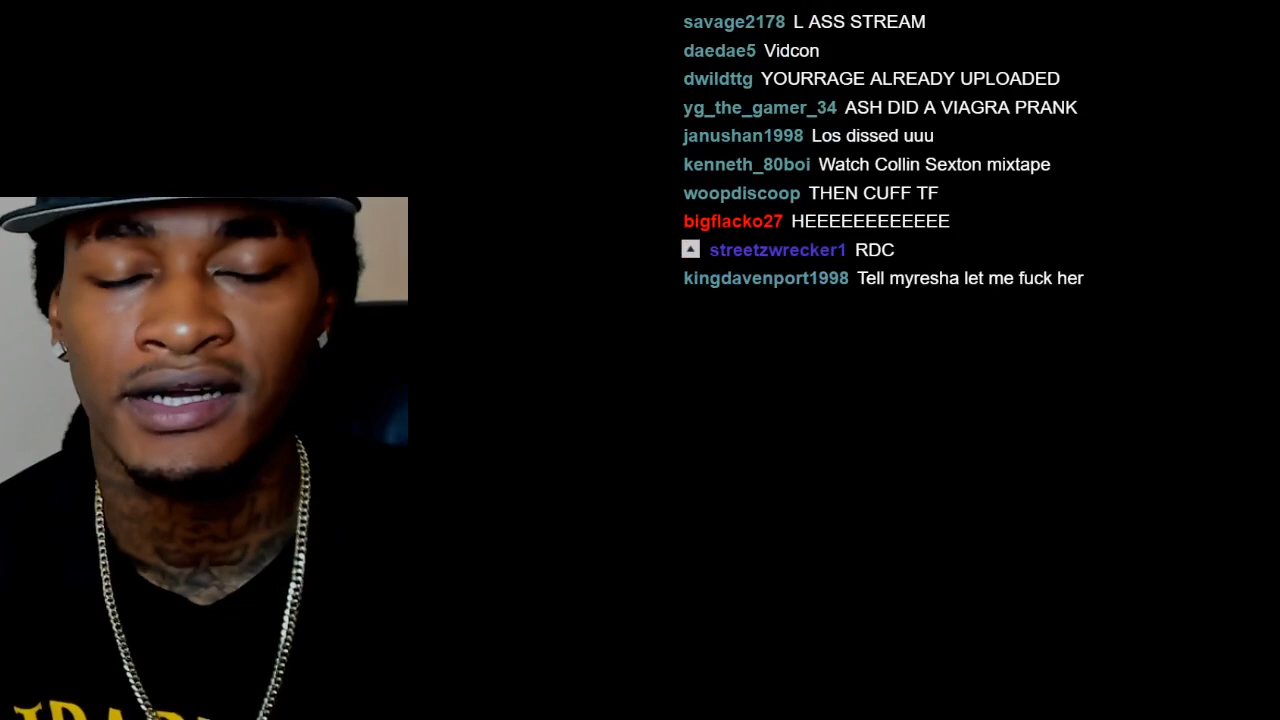 savage2178 L ASS STREAM
daedae5 Vidcon
dwildttg YOURRAGE ALREADY UPLOADED
yg_the_gamer_34 ASH DID A VIAGRA PRANK
janushan1998 Los dissed uuu
kenneth_80boi Watch Collin Sexton mixtape
woopdiscoop THEN CUFF TF
bigflacko27 HEEEEEEEEEEEE
streetzwrecker1 RDC
kingdavenport1998 Tell myresha let me fuck her